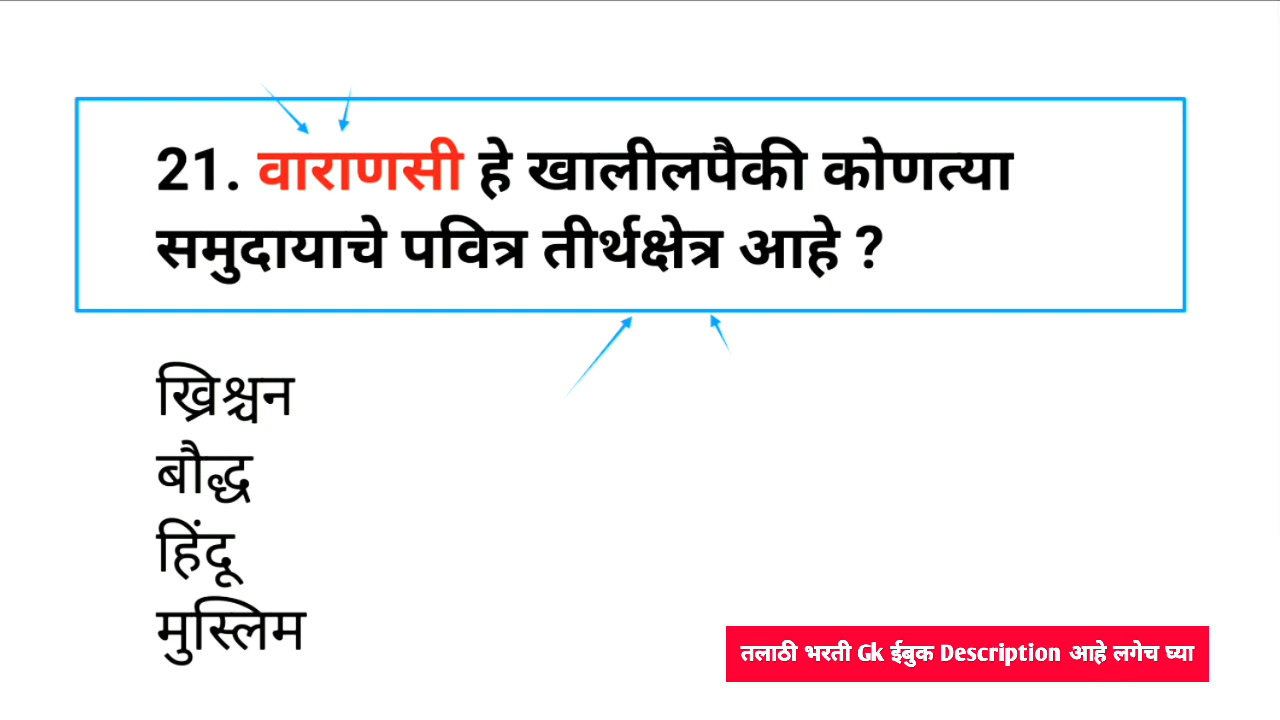 21. वाराणसी हे खालीलपैकी कोणत्या
समुदायाचे पवित्र तीर्थक्षेत्र आहे ?
ख्रिश्चन
बौद्ध
हिंदू
मुस्लिम
तलाठी भरती Gk ईबुक Description आहे लगेच घ्या